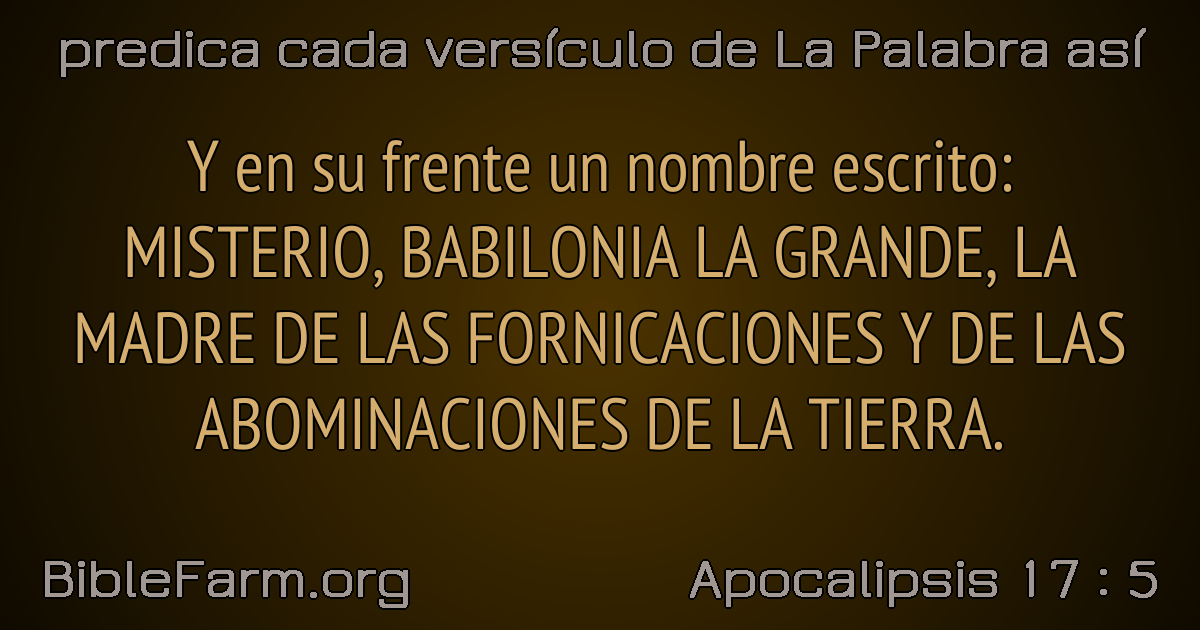 predica cada versículo de La Palabra así
Y en su frente un nombre escrito:
MISTERIO, BABILONIA LA GRANDE, LA
MADRE DE LAS FORNICACIONES Y DE LAS
ABOMINACIONES DE LA TIERRA.
BibleFarm.org
Apocalipsis 17 : 5